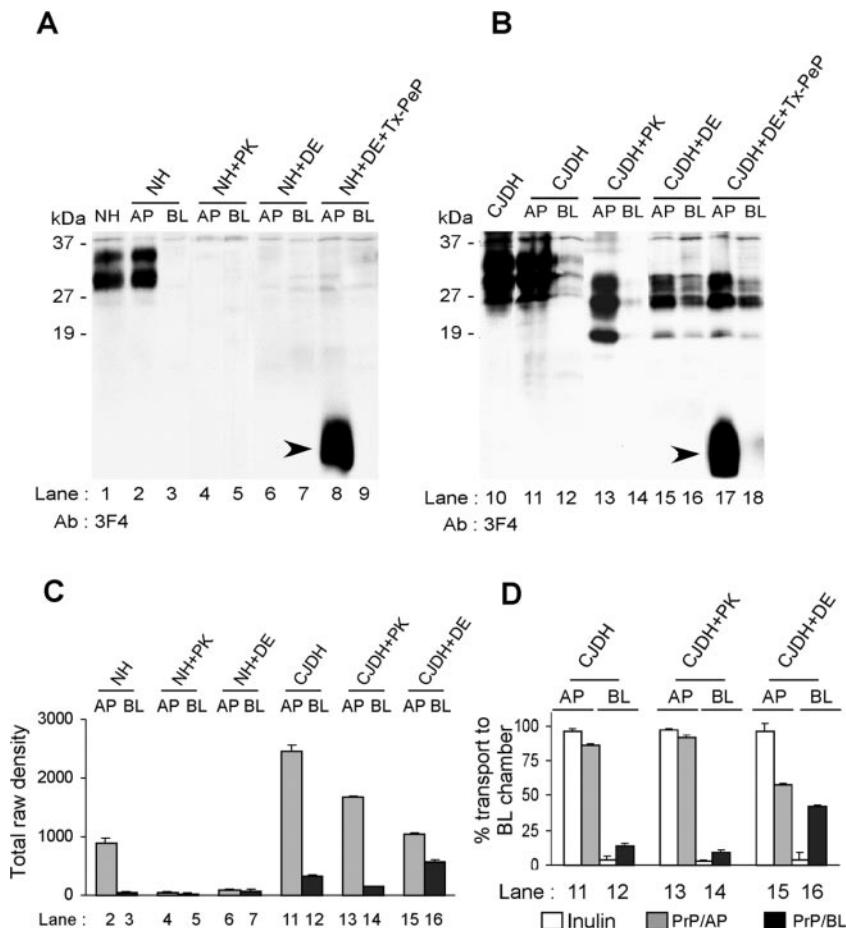 A
NH+DE+Tx-PeP
NH+DE
NH+PK
NH
kDa NH AP BL AP BL AP BL AP BL
37 -
27 -
19 -
Lane : 1 2 3 4 5 6 7 8 9
Ab : 3F4
B
CJDH+DE+Tx-PeP
CJDH+DE
CJDH+PK
CJDH
CJDH
kDa AP BL AP BL AP BL AP BL
37 -
27 -
19 -
Lane : 10 11 12 13 14 15 16 17 18
Ab : 3F4
C
NH NH+PK NH+DE CJDH CJDH+PK CJDH+DE
AP BL AP BL AP BL AP BL AP BL AP BL
Total raw density
3000
2000
1000
0
Lane : 2 3 4 5 6 7 11 12 13 14 15 16
D
CJDH CJDH+PK CJDH+DE
AP BL AP BL AP BL
% transport to
BL chamber
100
75
50
25
0
Lane : 11 12 13 14 15 16
Inulin PrP/AP PrP/BL